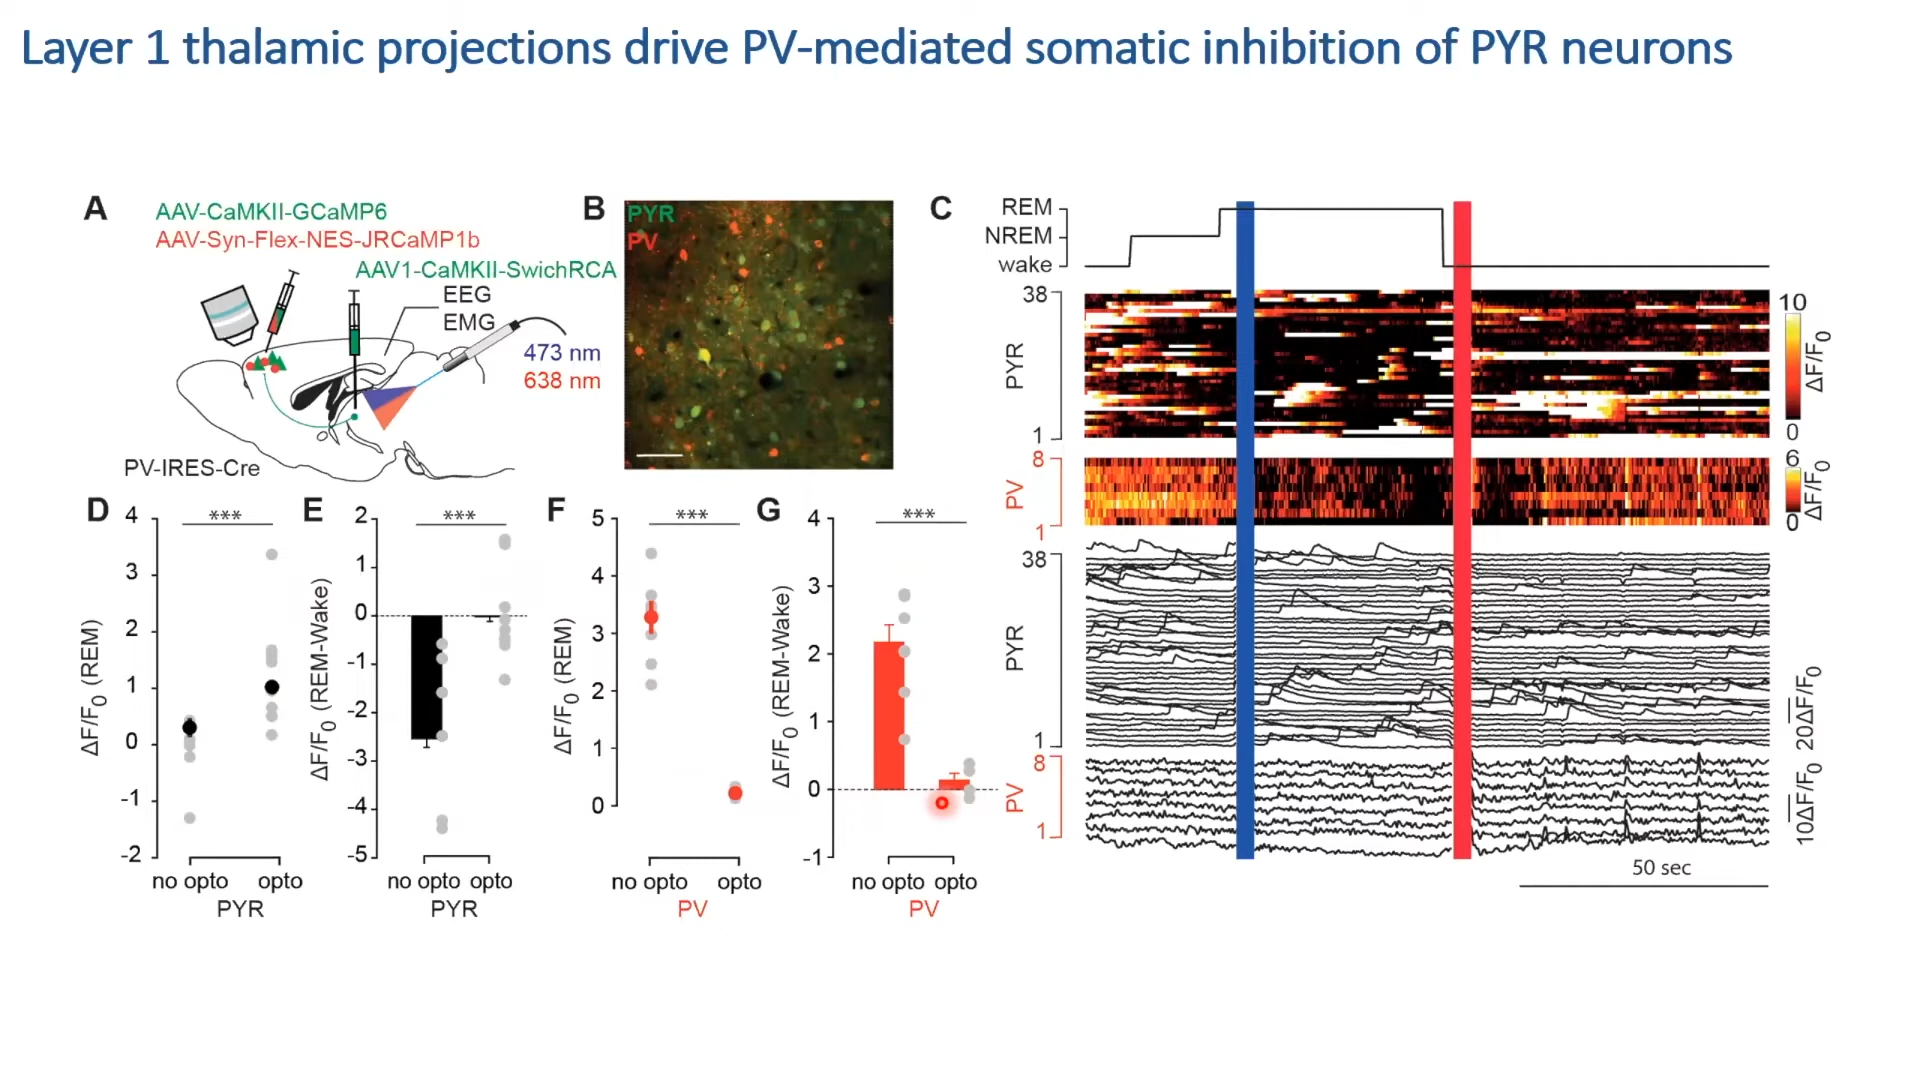 Layer 1 thalamic projections drive PV-mediated somatic inhibition of PYR neurons
A
AAV-CaMKII-GCaMP6
AAV-Syn-Flex-NES-JRCaMP1b
AAV1-CaMKII-SwichRCA
EEG
EMG
473 nm
638 nm
PV-IRES-Cre
B
PYR
PV
C
REM
NREM
wake
38
PYR
1
10
ΔF/F0
0
8
PV
1
6
ΔF/F0
0
38
PYR
1
20ΔF/F0
8
PV
1
10ΔF/F0
50 sec
D
4
3
2
1
0
-1
-2
ΔF/F0 (REM)
***
no opto
opto
PYR
E
2
1
0
-1
-2
-3
-4
-5
ΔF/F0 (REM-Wake)
***
no opto
opto
PYR
F
5
4
3
2
1
0
ΔF/F0 (REM)
***
no opto
opto
PV
G
4
3
2
1
0
-1
ΔF/F0 (REM-Wake)
***
no opto
opto
PV